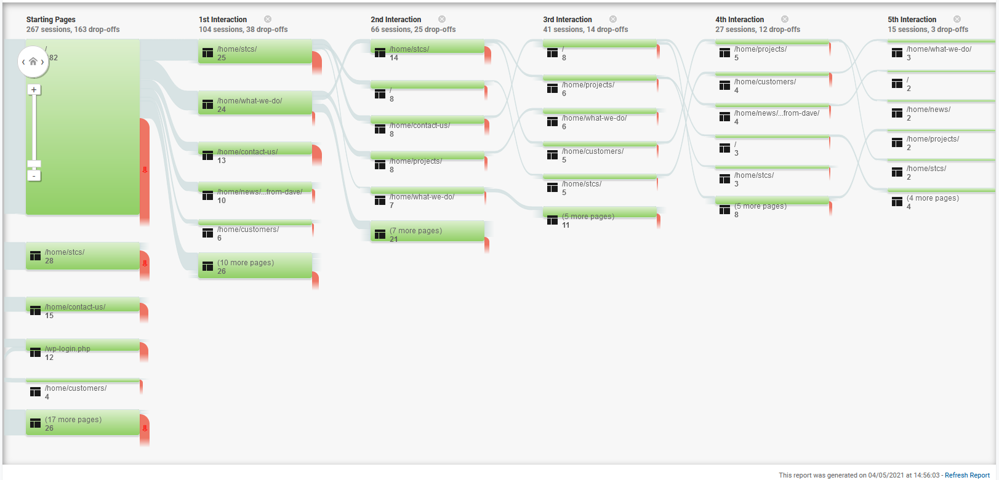 Starting Pages
267 sessions, 163 drop-offs
/
82
/home/stcs/
28
/home/contact-us/
15
/wp-login.php
12
/home/customers/
4
(17 more pages)
26
+
-
1st Interaction
104 sessions, 38 drop-offs
/home/stcs/
25
/home/what-we-do/
24
/home/contact-us/
13
/home/news/...from-dave/
10
/home/customers/
6
(10 more pages)
26
2nd Interaction
66 sessions, 25 drop-offs
/home/stcs/
14
/
8
/home/contact-us/
8
/home/projects/
8
/home/what-we-do/
7
(7 more pages)
21
3rd Interaction
41 sessions, 14 drop-offs
/
8
/home/projects/
6
/home/what-we-do/
6
/home/customers/
5
/home/stcs/
5
(5 more pages)
11
4th Interaction
27 sessions, 12 drop-offs
/home/projects/
5
/home/customers/
4
/home/news/...from-dave/
4
/
3
/home/stcs/
3
(5 more pages)
8
5th Interaction
15 sessions, 3 drop-offs
/home/what-we-do/
3
/
2
/home/news/
2
/home/projects/
2
/home/stcs/
2
(4 more pages)
4
This report was generated on 04/05/2021 at 14:56:03 - Refresh Report